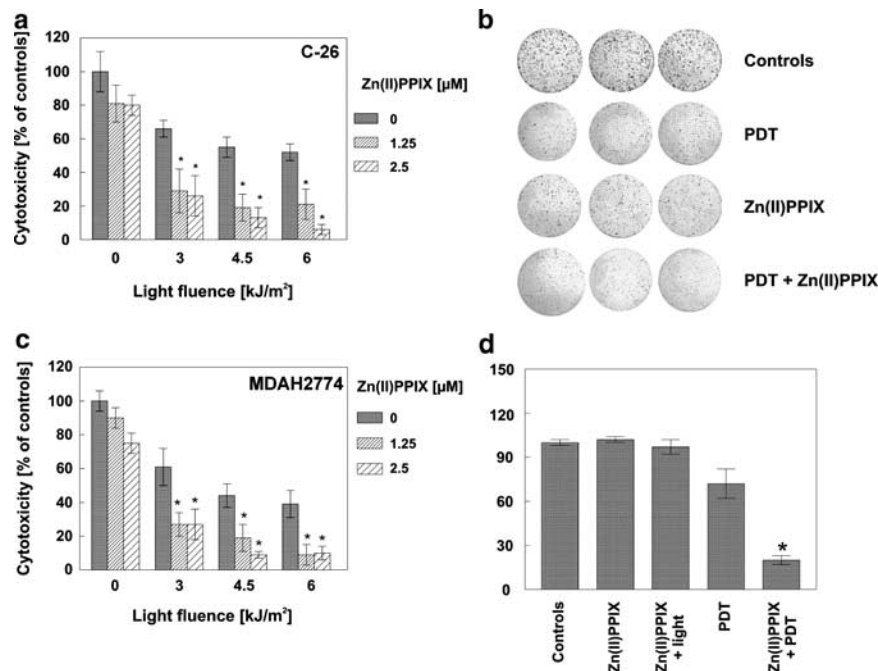 a
C-26
Cytotoxicity [% of controls]
120
100
80
60
40
20
0
0
3
4.5
6
Light fluence [kJ/m²]
Zn(II)PPIX [μM]
0
1.25
2.5
* * * * * *
b
Controls
PDT
Zn(II)PPIX
PDT + Zn(II)PPIX
c
MDAH2774
Cytotoxicity [% of controls]
120
100
80
60
40
20
0
0
3
4.5
6
Light fluence [kJ/m²]
Zn(II)PPIX [μM]
0
1.25
2.5
* * * * * *
d
150
120
90
60
30
0
*
Controls
Zn(II)PPIX
Zn(II)PPIX
+ light
PDT
Zn(II)PPIX
+ PDT